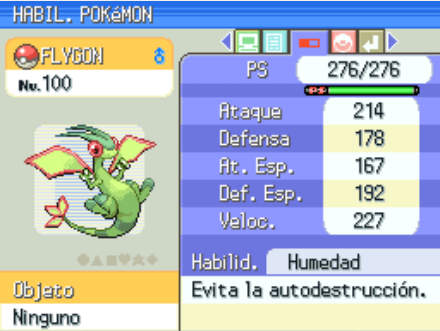 HABIL. POKéMON
FLYGON ♂
Nv.100
PS 276/276
Ataque 214
Defensa 178
At. Esp. 167
Def. Esp. 192
Veloc. 227
Habilid. Humedad
Evita la autodestrucción.
Objeto
Ninguno